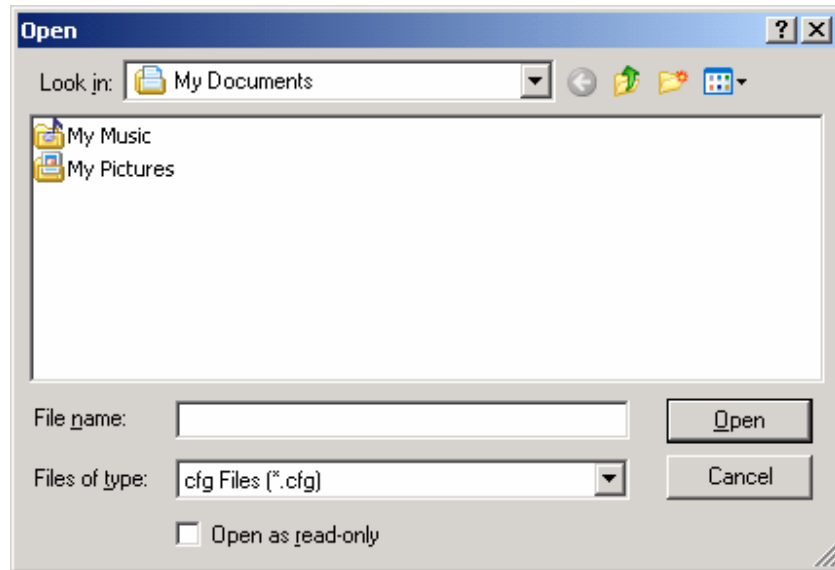 Open
Look in: My Documents
My Music
My Pictures
File name: Open
Files of type: cfg Files (*.cfg) Cancel
Open as read-only